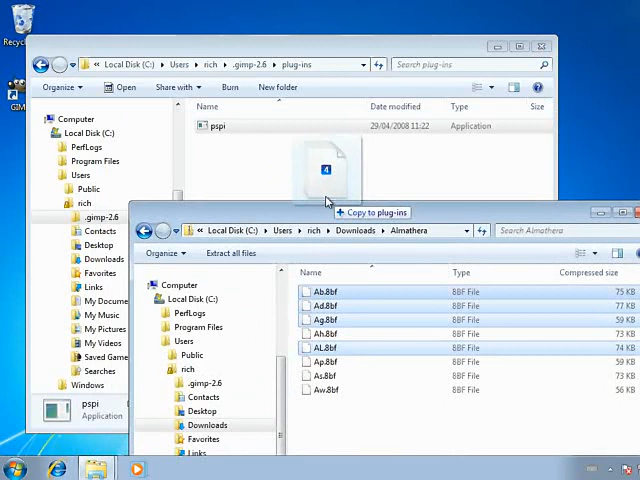 Recyc
GIM
Local Disk (C:) Users rich .gimp-2.6 plug-ins
Search plug-ins
Organize Open Share with Burn New folder
Name Date modified Type Size
pspi 29/04/2008 11:22 Application
Computer
Local Disk (C:)
PerfLogs
Program Files
Users
Public
rich
.gimp-2.6
Contacts
Desktop
Downloads
Favorites
Links
My Docume
My Music
My Pictures
My Videos
Saved Game
Searches
Windows
pspi
Application
4
Copy to plug-ins
Local Disk (C:) Users rich Downloads Almathera
Search Almathera
Organize Extract all files
Name Type Compressed size
Computer
Local Disk (C:)
PerfLogs
Program Files
Users
Public
rich
.gimp-2.6
Contacts
Desktop
Downloads
Favorites
Links
Ab.8bf 8BF File 75 KB
Ad.8bf 8BF File 77 KB
Ag.8bf 8BF File 59 KB
Ah.8bf 8BF File 73 KB
AL.8bf 8BF File 74 KB
Ap.8bf 8BF File 59 KB
As.8bf 8BF File 73 KB
Aw.8bf 8BF File 56 KB